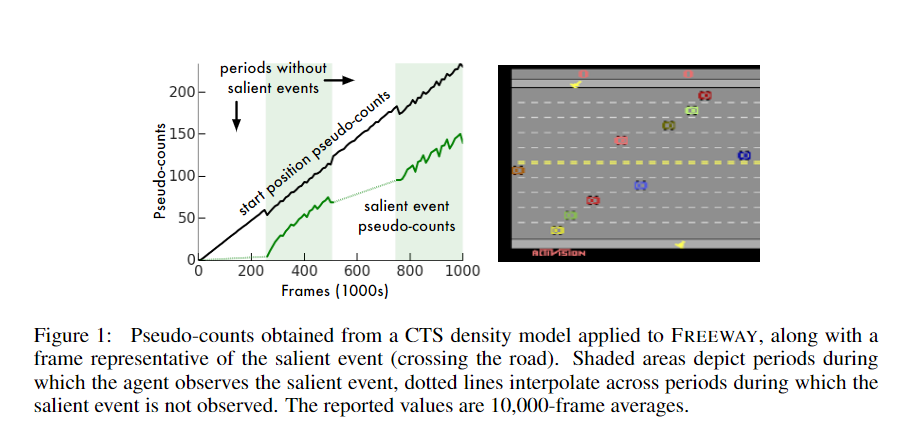 periods without
salient events
start position pseudo-counts
salient event
pseudo-counts
Pseudo-counts
200
150
100
50
0
0 200 400 600 800 1000
Frames (1000s)
ACTIVISION
Figure 1: Pseudo-counts obtained from a CTS density model applied to FREEWAY, along with a
frame representative of the salient event (crossing the road). Shaded areas depict periods during
which the agent observes the salient event, dotted lines interpolate across periods during which the
salient event is not observed. The reported values are 10,000-frame averages.